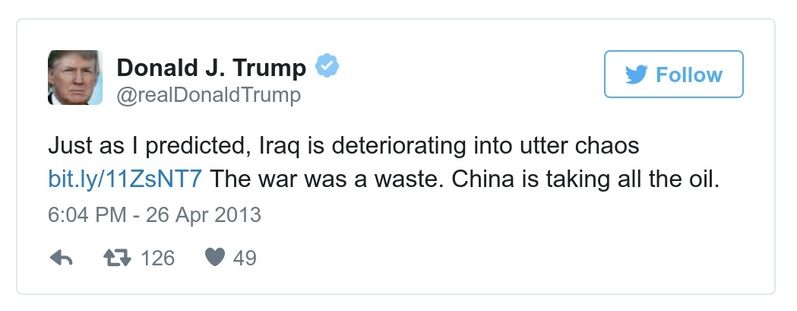 Donald J. Trump
@realDonaldTrump
Follow
Just as I predicted, Iraq is deteriorating into utter chaos
bit.ly/11ZsNT7 The war was a waste. China is taking all the oil.
6:04 PM - 26 Apr 2013
126 49